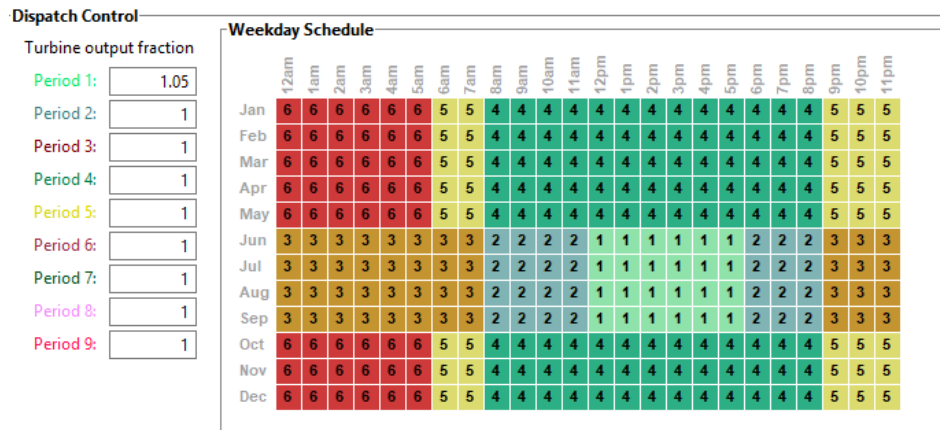 Dispatch Control
Turbine output fraction
Period 1: 1.05
Period 2: 1
Period 3: 1
Period 4: 1
Period 5: 1
Period 6: 1
Period 7: 1
Period 8: 1
Period 9: 1
Weekday Schedule
12am 1am 2am 3am 4am 5am 6am 7am 8am 9am 10am 11am 12pm 1pm 2pm 3pm 4pm 5pm 6pm 7pm 8pm 9pm 10pm 11pm
Jan 6 6 6 6 6 6 5 5 4 4 4 4 4 4 4 4 4 4 4 4 4 5 5 5
Feb 6 6 6 6 6 6 5 5 4 4 4 4 4 4 4 4 4 4 4 4 4 5 5 5
Mar 6 6 6 6 6 6 5 5 4 4 4 4 4 4 4 4 4 4 4 4 4 5 5 5
Apr 6 6 6 6 6 6 5 5 4 4 4 4 4 4 4 4 4 4 4 4 4 5 5 5
May 6 6 6 6 6 6 5 5 4 4 4 4 4 4 4 4 4 4 4 4 4 5 5 5
Jun 3 3 3 3 3 3 3 3 2 2 2 2 1 1 1 1 1 1 2 2 2 3 3 3
Jul 3 3 3 3 3 3 3 3 2 2 2 2 1 1 1 1 1 1 2 2 2 3 3 3
Aug 3 3 3 3 3 3 3 3 2 2 2 2 1 1 1 1 1 1 2 2 2 3 3 3
Sep 3 3 3 3 3 3 3 3 2 2 2 2 1 1 1 1 1 1 2 2 2 3 3 3
Oct 6 6 6 6 6 6 5 5 4 4 4 4 4 4 4 4 4 4 4 4 4 5 5 5
Nov 6 6 6 6 6 6 5 5 4 4 4 4 4 4 4 4 4 4 4 4 4 5 5 5
Dec 6 6 6 6 6 6 5 5 4 4 4 4 4 4 4 4 4 4 4 4 4 5 5 5